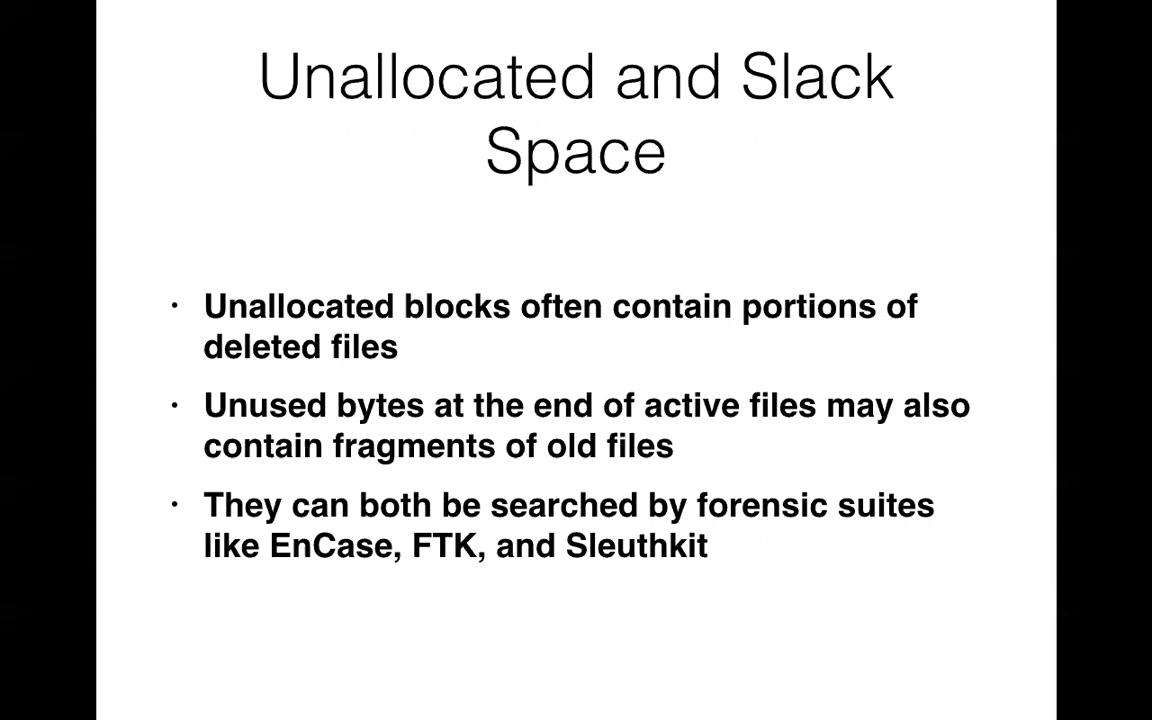 Unallocated and Slack
Space
· Unallocated blocks often contain portions of
deleted files
· Unused bytes at the end of active files may also
contain fragments of old files
· They can both be searched by forensic suites
like EnCase, FTK, and Sleuthkit